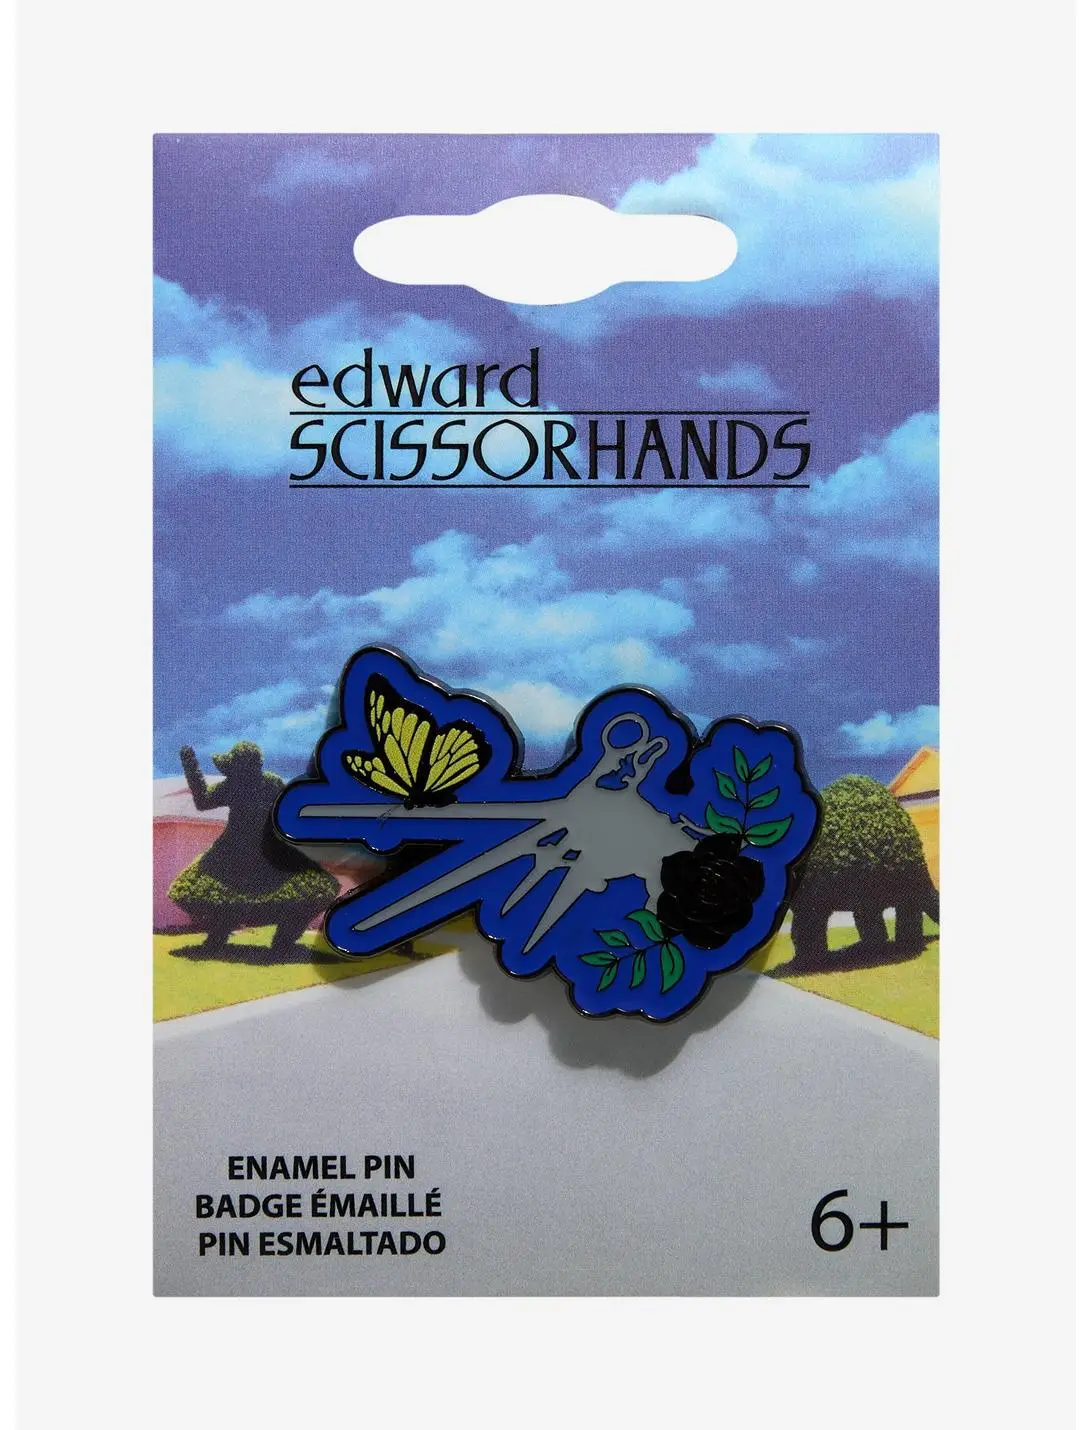 edward
SCISSORHANDS
ENAMEL PIN
BADGE ÉMAILLÉ
PIN ESMALTADO
6+